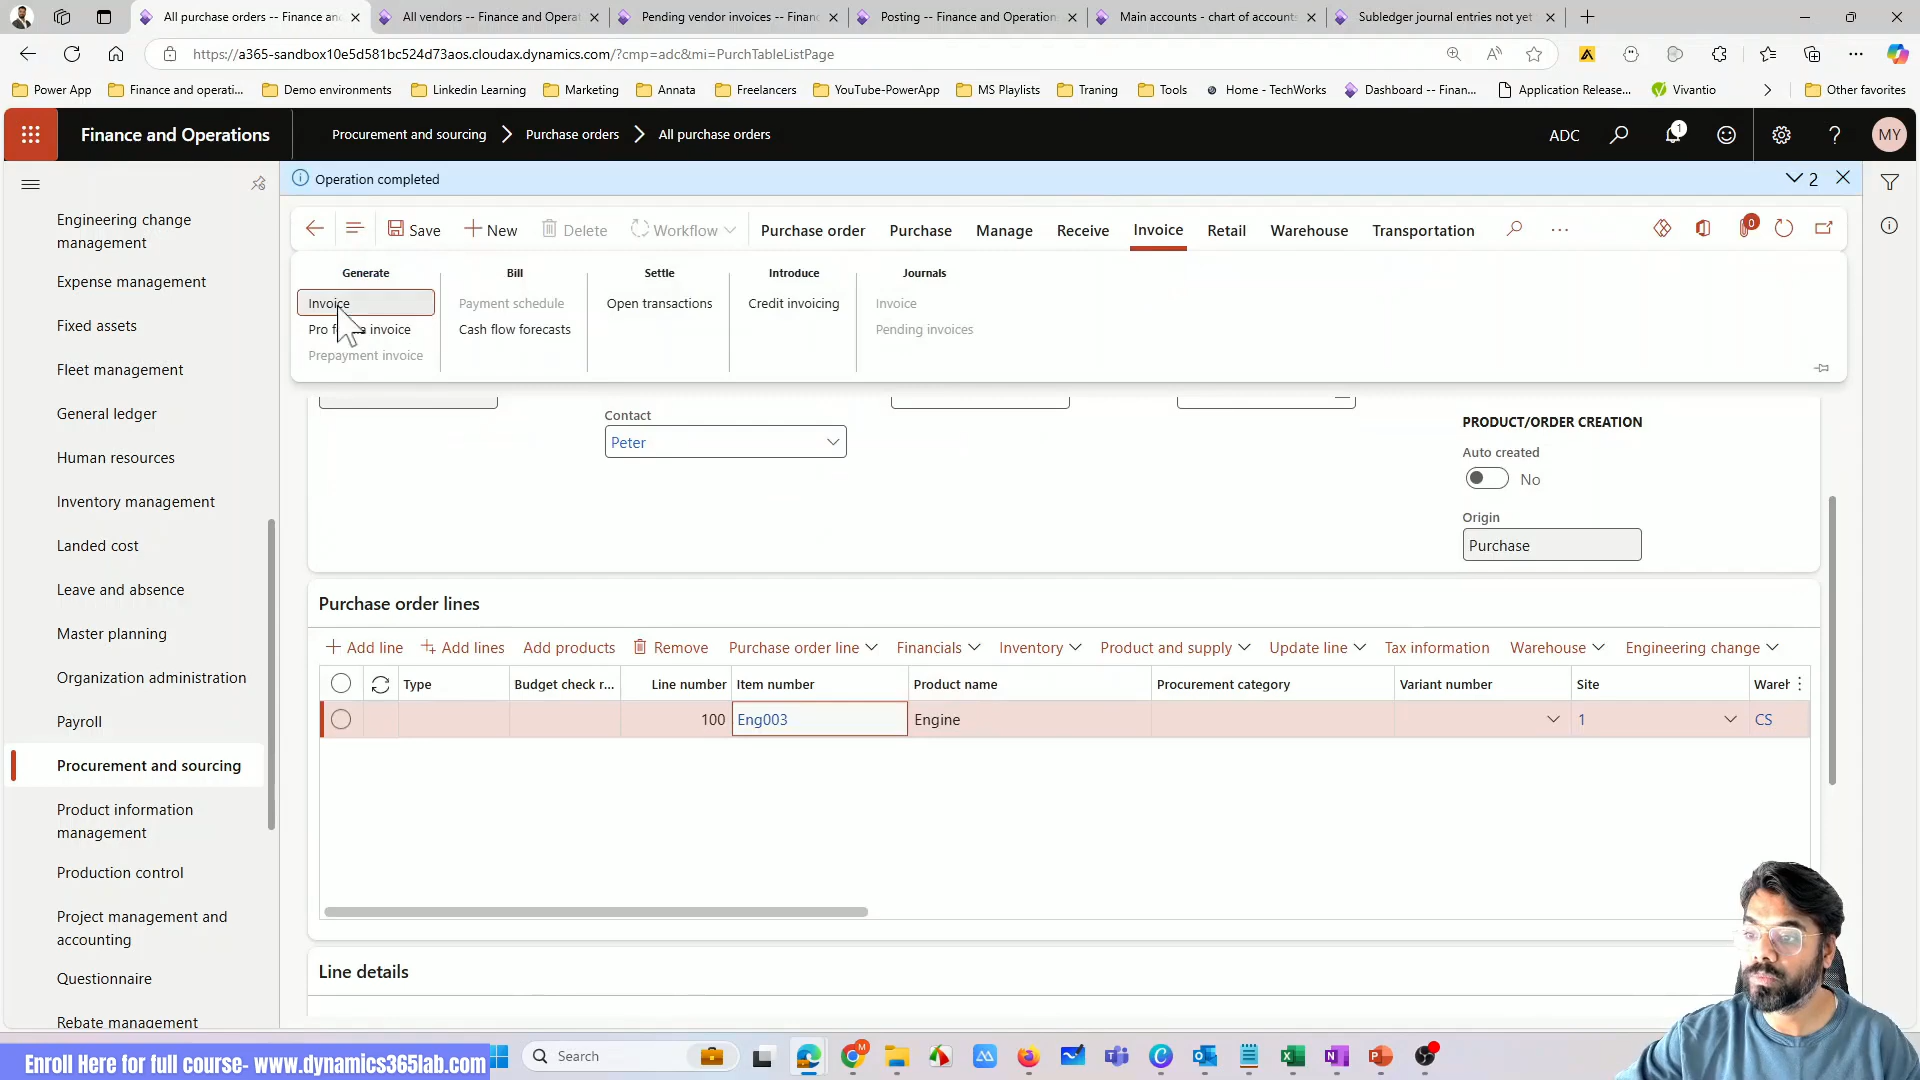 All purchase orders -- Finance an
All vendors -- Finance and Operat
Pending vendor invoices -- Finan
Posting -- Finance and Operation
Main accounts - chart of accounts
Subledger journal entries not yet
https://a365-sandbox10e5d581bc524d73aos.cloudax.dynamics.com/?cmp=adc&mi=PurchTableListPage
Power App
Finance and operati...
Demo environments
Linkedin Learning
Marketing
Annata
Freelancers
YouTube-PowerApp
MS Playlists
Traning
Tools
Home - TechWorks
Dashboard -- Finan...
Application Release...
Vivantio
Other favorites
Finance and Operations
Procurement and sourcing
Purchase orders
All purchase orders
ADC
1
MY
Operation completed
2
Save
New
Delete
Workflow
Purchase order
Purchase
Manage
Receive
Invoice
Retail
Warehouse
Transportation
0
Generate
Invoice
invoice
Prepayment invoice
Bill
Payment schedule
Cash flow forecasts
Settle
Open transactions
Introduce
Credit invoicing
Journals
Invoice
Pending invoices
Engineering change
management
Expense management
Fixed assets
Fleet management
General ledger
Human resources
Inventory management
Landed cost
Leave and absence
Master planning
Organization administration
Payroll
Procurement and sourcing
Product information
management
Production control
Project management and
accounting
Questionnaire
Rebate management
Contact
Peter
PRODUCT/ORDER CREATION
Auto created
No
Origin
Purchase
Purchase order lines
Add line
Add lines
Add products
Remove
Purchase order line
Financials
Inventory
Product and supply
Update line
Tax information
Warehouse
Engineering change
Type
Budget check r...
Line number
Item number
Product name
Procurement category
Variant number
Site
Wareh
100
Eng003
Engine
1
CS
Line details
Enroll Here for full course- www.dynamics365lab.com
Search